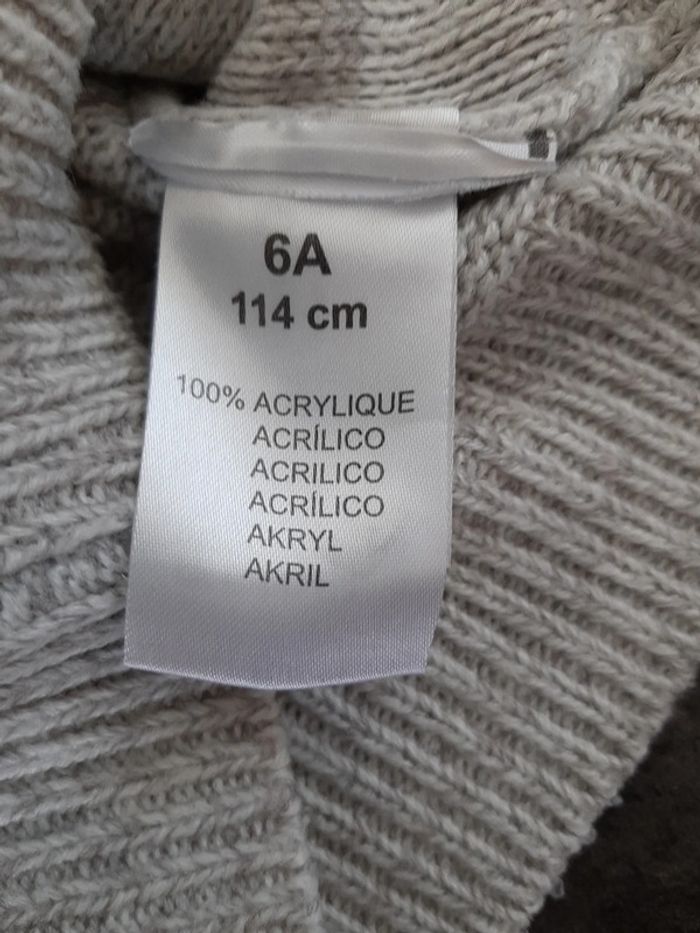 6A
114 cm
100% ACRYLIQUE
ACRÍLICO
ACRILICO
ACRÍLICO
AKRYL
AKRIL